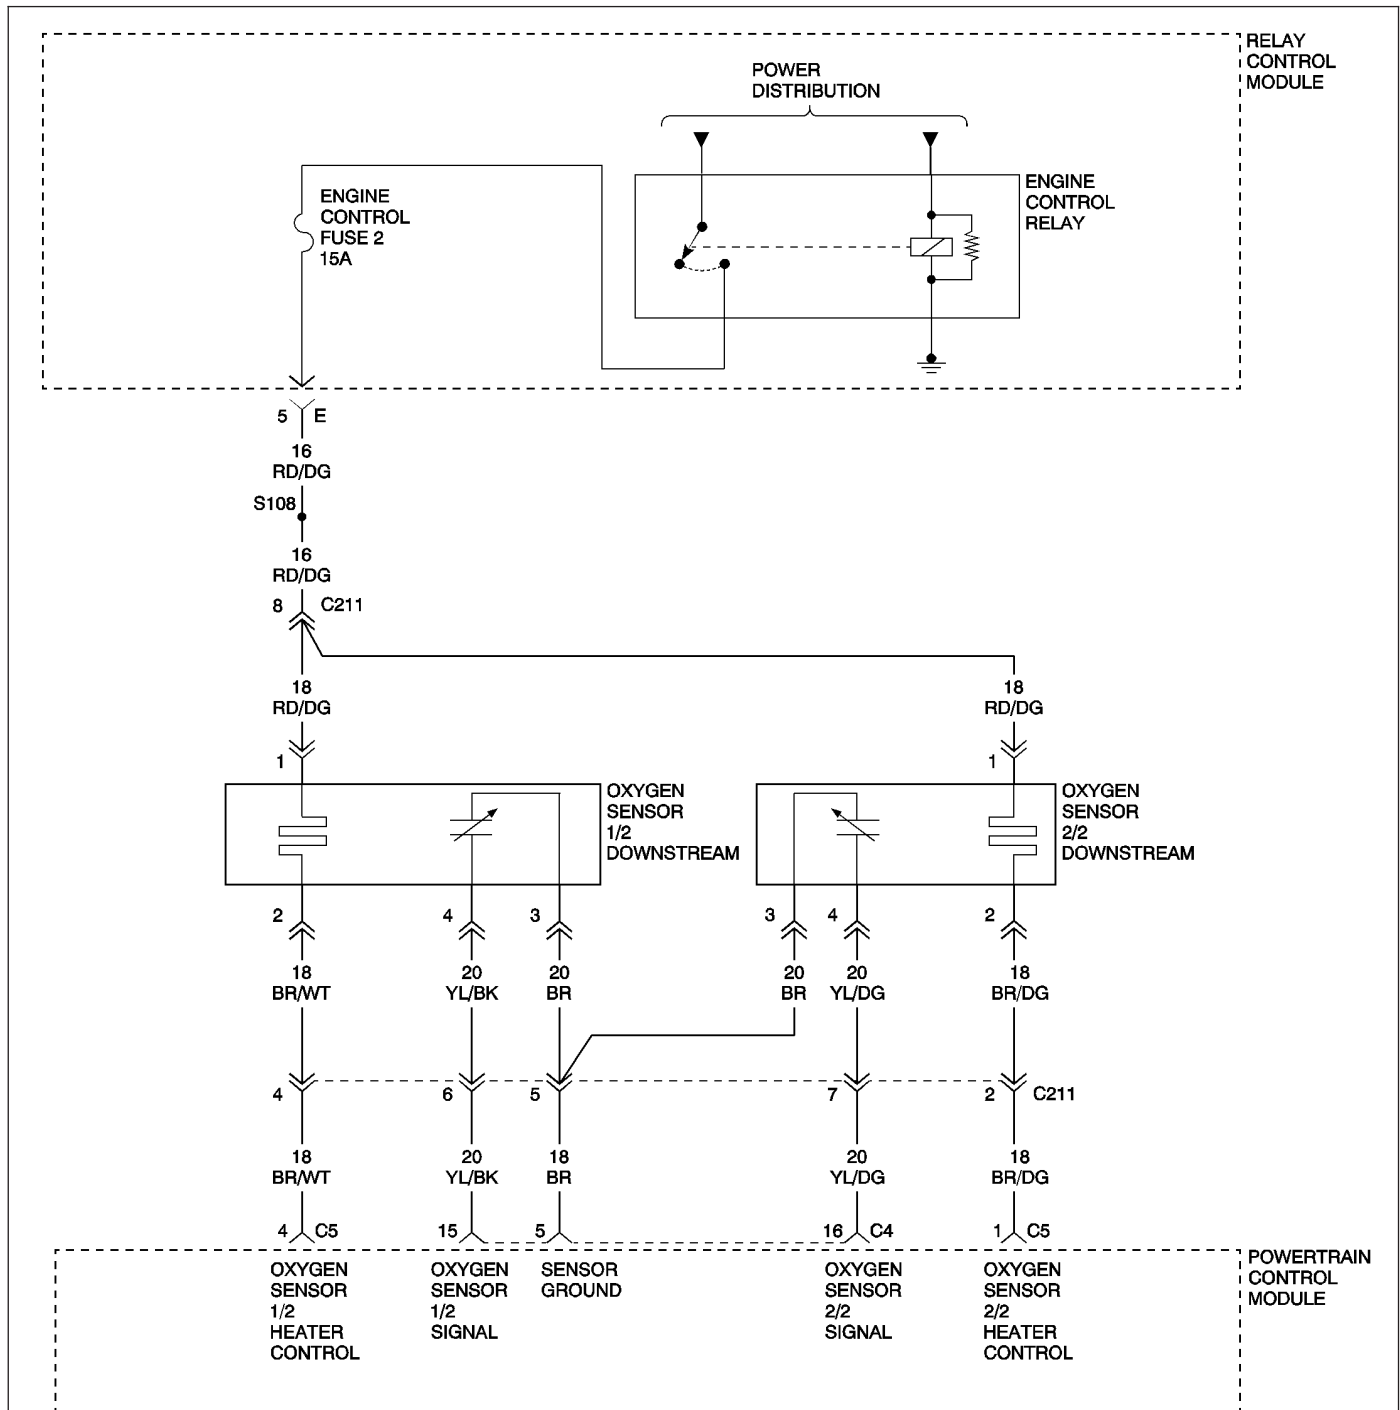 RELAY
CONTROL
MODULE
POWER
DISTRIBUTION
ENGINE
CONTROL
FUSE 2
15A
ENGINE
CONTROL
RELAY
5 E
16
RD/DG
S108
16
RD/DG
8 C211
18
RD/DG
18
RD/DG
1
1
OXYGEN
SENSOR
1/2
DOWNSTREAM
OXYGEN
SENSOR
2/2
DOWNSTREAM
2 4 3 3 4 2
18 20 20 20 20 18
BR/WT YL/BK BR BR YL/DG BR/DG
4 6 5 7 2 C211
18 20 18 20 18
BR/WT YL/BK BR YL/DG BR/DG
4 C5 15 5 16 C4 1 C5
POWERTRAIN
CONTROL
MODULE
OXYGEN
SENSOR
1/2
HEATER
CONTROL
OXYGEN
SENSOR
1/2
SIGNAL
SENSOR
GROUND
OXYGEN
SENSOR
2/2
SIGNAL
OXYGEN
SENSOR
2/2
HEATER
CONTROL